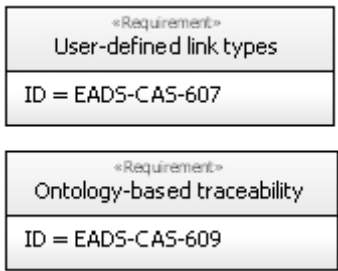 «Requirement»
User-defined link types
ID = EADS-CAS-607
«Requirement»
Ontology-based traceability
ID = EADS-CAS-609